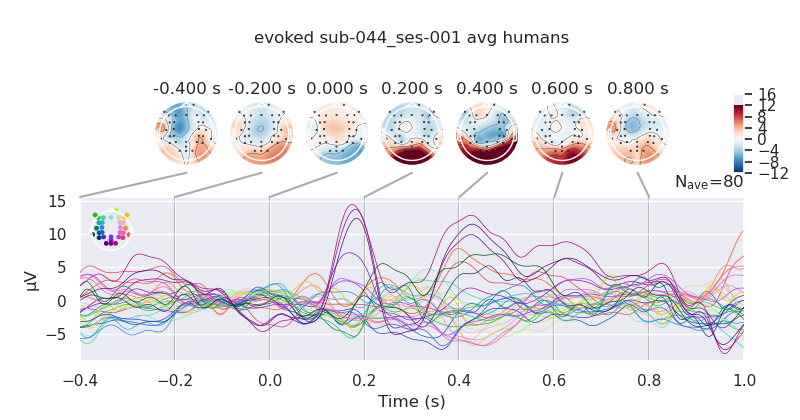 evoked sub-044_ses-001 avg humans
-0.400 s -0.200 s 0.000 s 0.200 s 0.400 s 0.600 s 0.800 s
16
12
8
4
0
−4
−8
−12
Nave=80
15
10
5
0
−5
µV
−0.4 −0.2 0.0 0.2 0.4 0.6 0.8 1.0
Time (s)